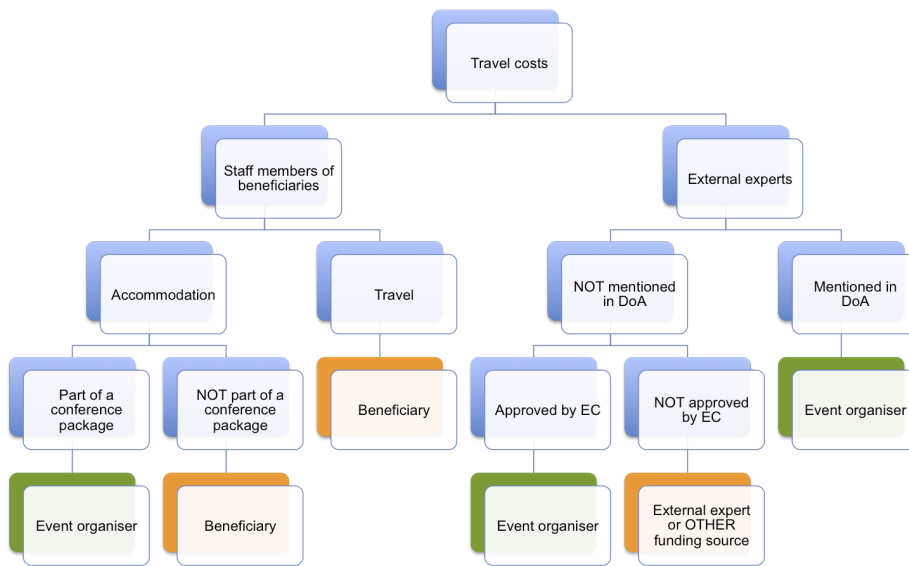 Travel costs
Staff members of
beneficiaries
External experts
Accommodation
Travel
NOT mentioned
in DoA
Mentioned in
DoA
Part of a
conference
package
NOT part of a
conference
package
Beneficiary
Approved by EC
NOT approved
by EC
Event organiser
Event organiser
Beneficiary
Event organiser
External expert
or OTHER
funding source